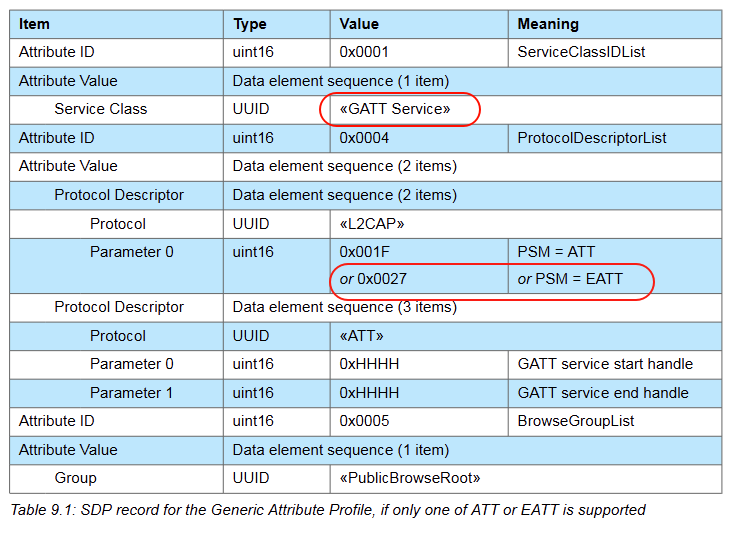 Item Type Value Meaning
Attribute ID uint16 0x0001 ServiceClassIDList
Attribute Value Data element sequence (1 item)
Service Class UUID «GATT Service»
Attribute ID uint16 0x0004 ProtocolDescriptorList
Attribute Value Data element sequence (2 items)
Protocol Descriptor Data element sequence (2 items)
Protocol UUID «L2CAP»
Parameter 0 uint16 0x001F PSM = ATT
or 0x0027 or PSM = EATT
Protocol Descriptor Data element sequence (3 items)
Protocol UUID «ATT»
Parameter 0 uint16 0xHHHH GATT service start handle
Parameter 1 uint16 0xHHHH GATT service end handle
Attribute ID uint16 0x0005 BrowseGroupList
Attribute Value Data element sequence (1 item)
Group UUID «PublicBrowseRoot»
Table 9.1: SDP record for the Generic Attribute Profile, if only one of ATT or EATT is supported